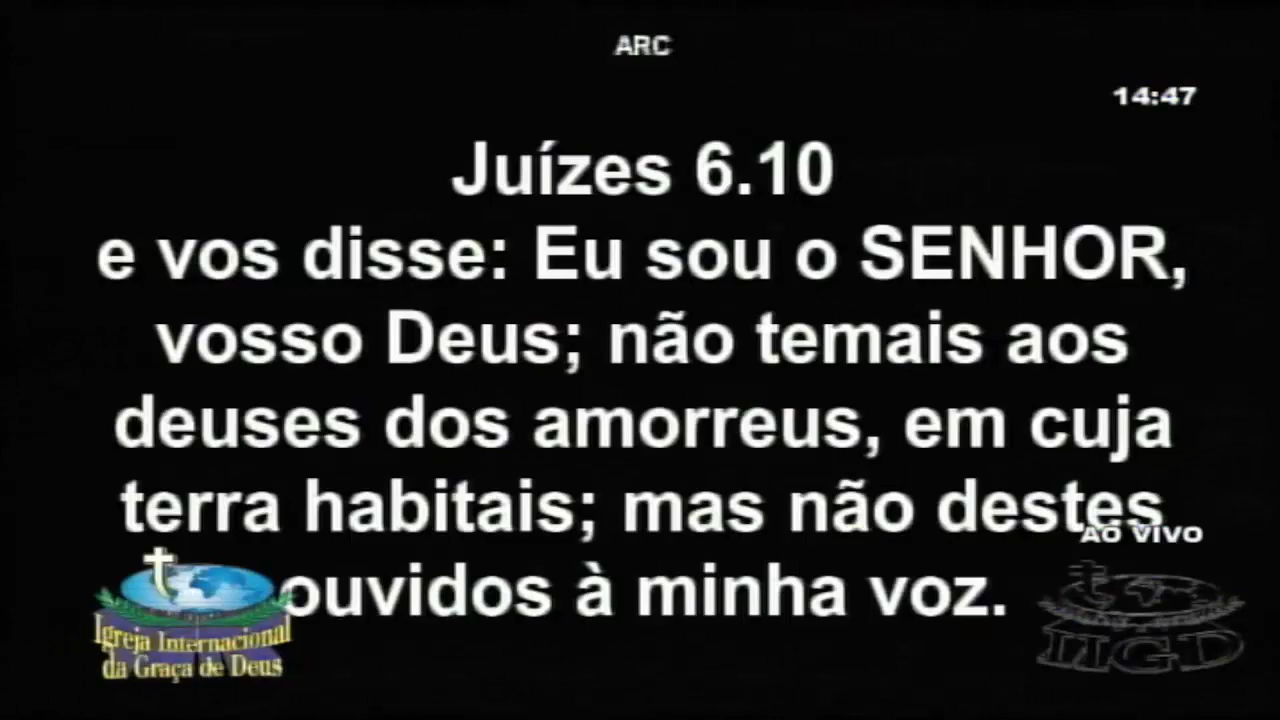 ARC
14:47
Juízes 6.10
e vos disse: Eu sou o SENHOR,
vosso Deus; não temais aos
deuses dos amorreus, em cuja
terra habitais; mas não destes
AO VIVO
ouvidos à minha voz.
Igreja Internacional
da Graça de Deus
IIGD